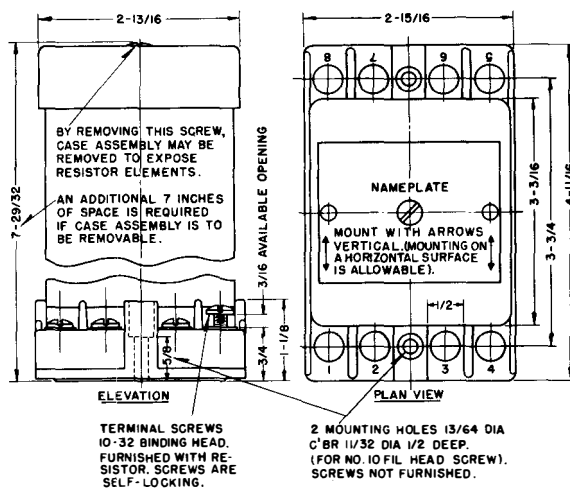 2-13/16
2-15/16
7-29/32
BY REMOVING THIS SCREW,
CASE ASSEMBLY MAY BE
REMOVED TO EXPOSE
RESISTOR ELEMENTS.
AN ADDITIONAL 7 INCHES
OF SPACE IS REQUIRED
IF CASE ASSEMBLY IS TO
BE REMOVABLE.
3/16 AVAILABLE OPENING
5/8
3/4
1-1/8
ELEVATION
8 7 6 5
NAMEPLATE
MOUNT WITH ARROWS
VERTICAL.(MOUNTING ON
A HORIZONTAL SURFACE
IS ALLOWABLE).
1/2
1 2 3 4
3-3/16
3-3/4
4-11/16
PLAN VIEW
TERMINAL SCREWS
10-32 BINDING HEAD.
FURNISHED WITH RE-
SISTOR. SCREWS ARE
SELF-LOCKING.
2 MOUNTING HOLES 13/64 DIA
C'BR 11/32 DIA 1/2 DEEP.
(FOR NO. 10 FIL HEAD SCREW).
SCREWS NOT FURNISHED.